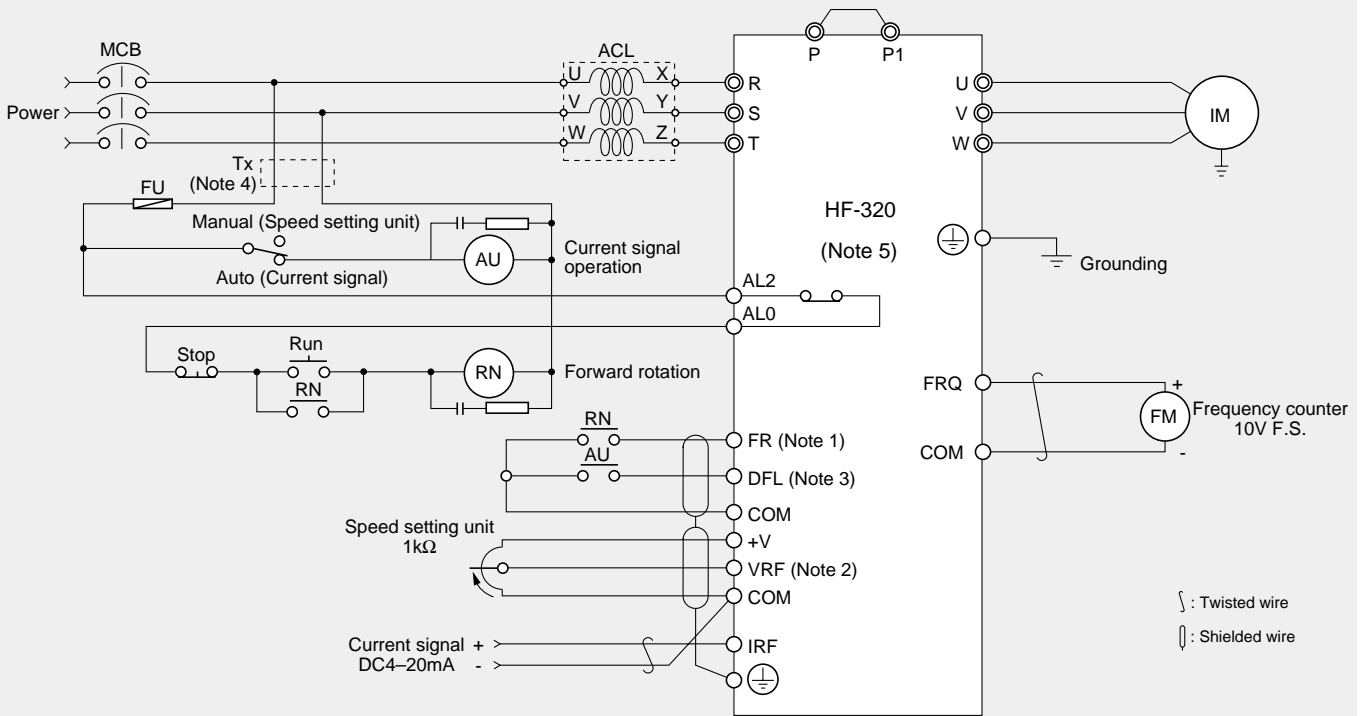 P
P1
MCB
ACL
U
X
R
U
Power
V
Y
S
V
IM
W
Z
T
W
Tx
(Note 4)
FU
Manual (Speed setting unit)
HF-320
(Note 5)
AU
Current signal
operation
Auto (Current signal)
Grounding
AL2
AL0
Stop
Run
RN
RN
Forward rotation
FRQ
+
FM
Frequency counter
10V F.S.
COM
-
RN
FR (Note 1)
AU
DFL (Note 3)
COM
Speed setting unit
1kΩ
+V
VRF (Note 2)
COM
: Twisted wire
: Shielded wire
Current signal +
DC4–20mA -
IRF